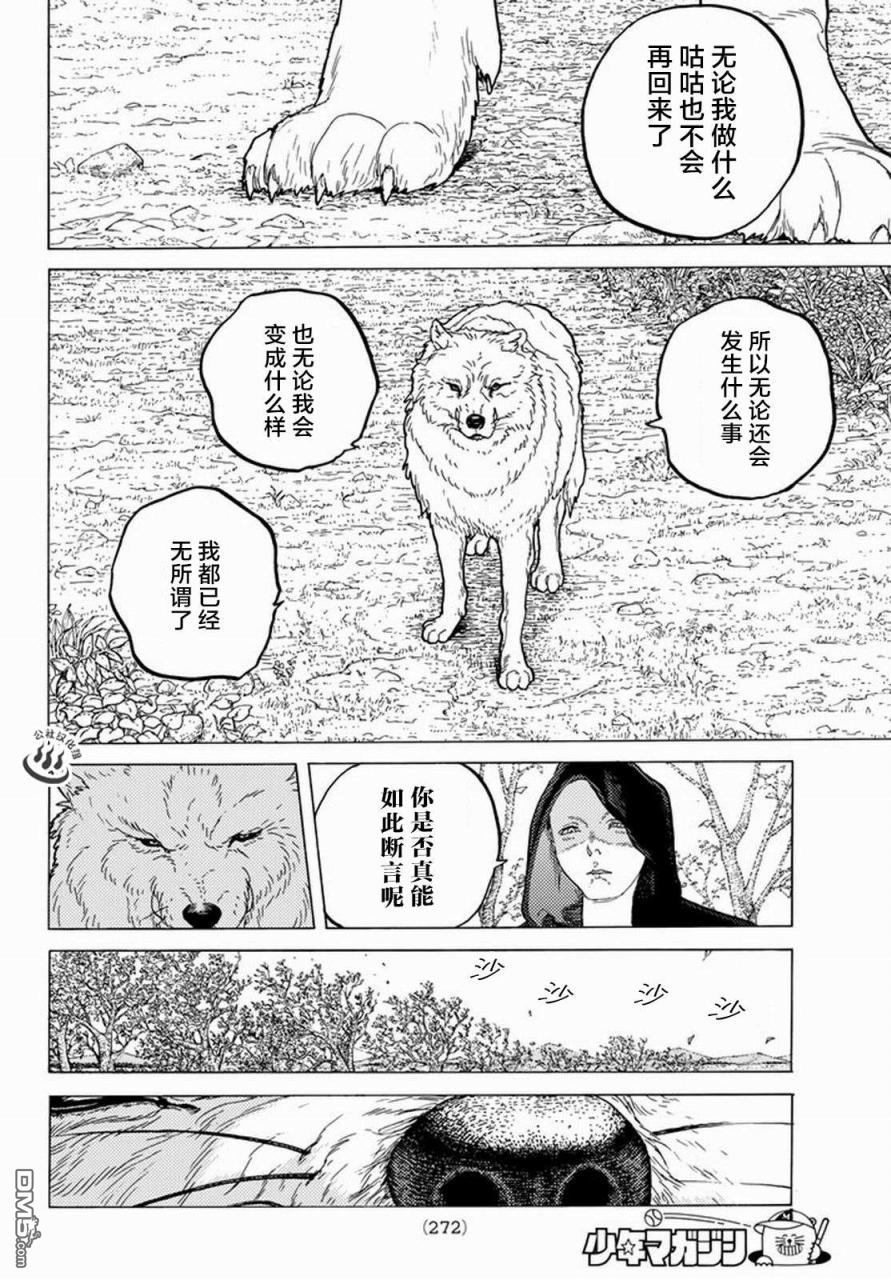 无论我做什么
咕咕也不会
再回来了
所以无论还会
发生什么事
也无论我会
变成什么样
我都已经
无所谓了
你是否真能
如此断言呢
沙
沙
沙
沙
公社汉化组
(272)
少年マガジン
DM5.com